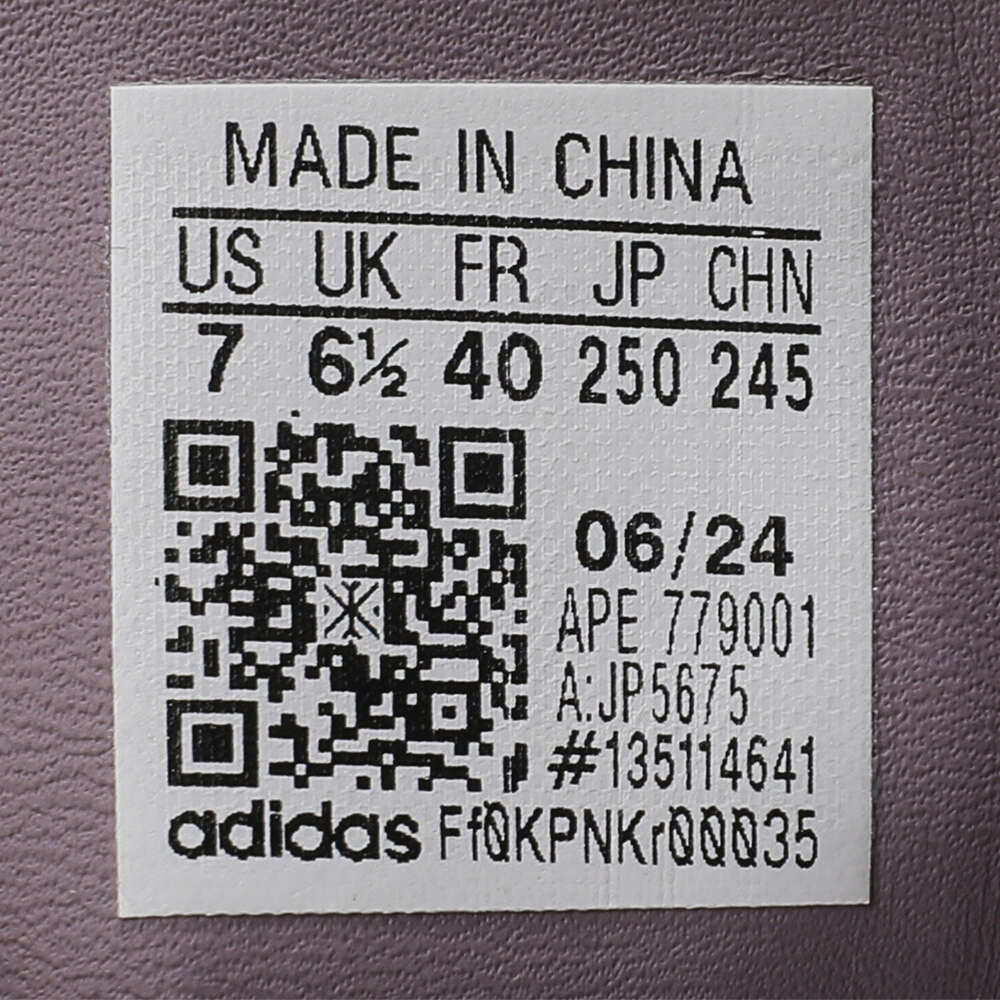 MADE IN CHINA
US UK FR JP CHN
7 6½ 40 250 245
06/24
APE 779001
A:JP5675
#135114641
adidas Ff0KPNKr00035